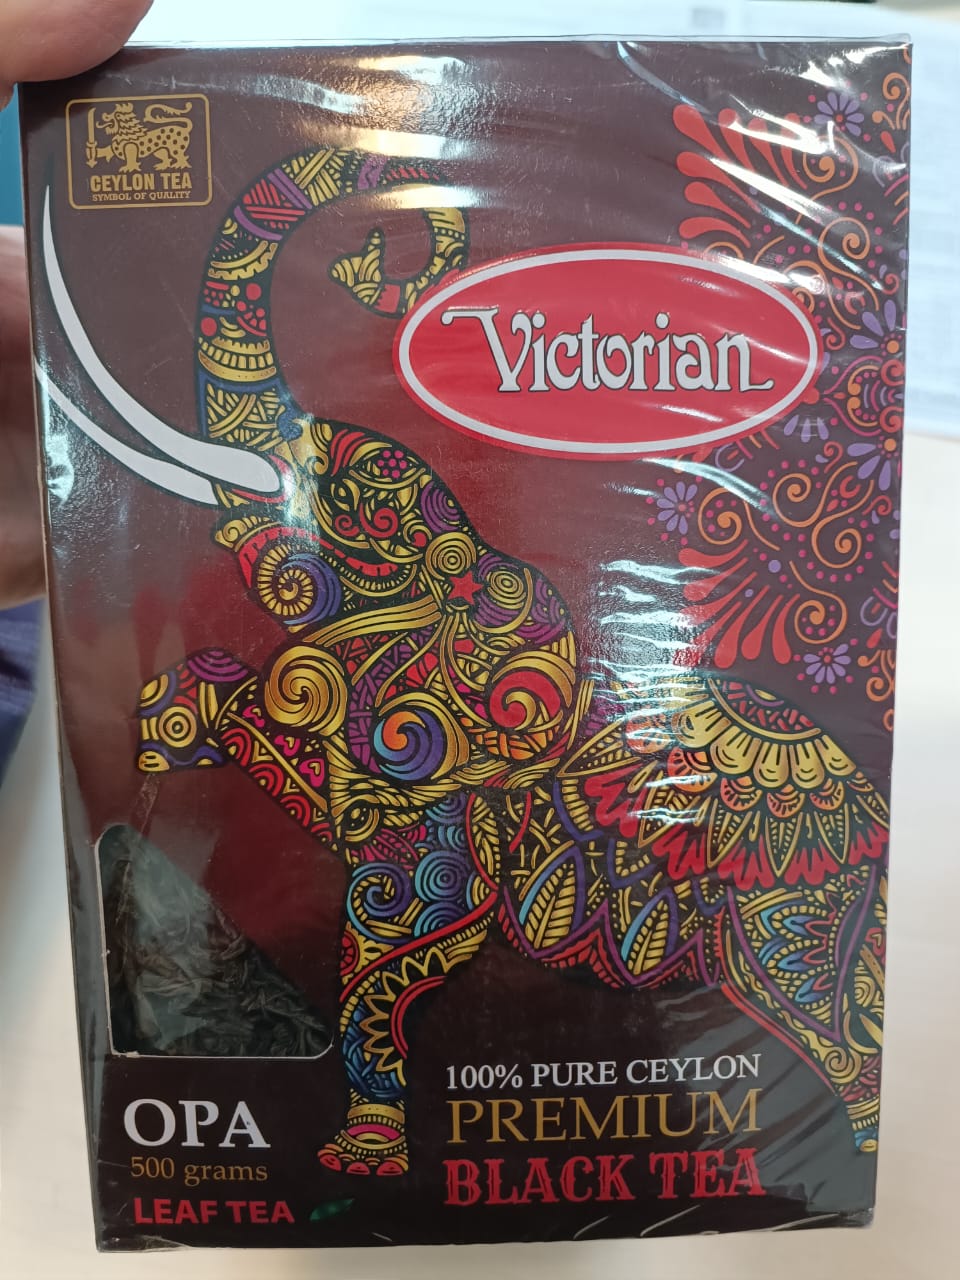 CEYLON TEA
SYMBOL OF QUALITY
Victorian
100% PURE CEYLON
PREMIUM
BLACK TEA
OPA
500 grams
LEAF TEA